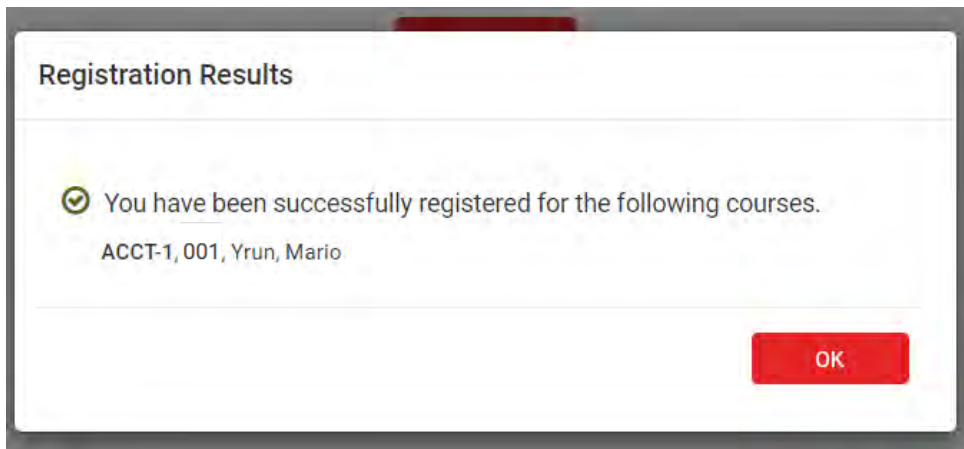 Registration Results
You have been successfully registered for the following courses.
ACCT-1, 001, Yrun, Mario
OK